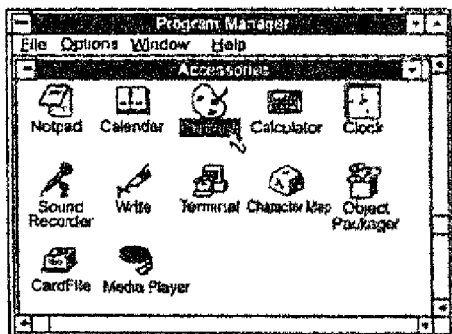 Program Manager
File Options Window Help
Accessories
Notpad Calendar Calculator Clock
Sound Recorder Write Terminal Character Map Object Packager
CardFile Media Player